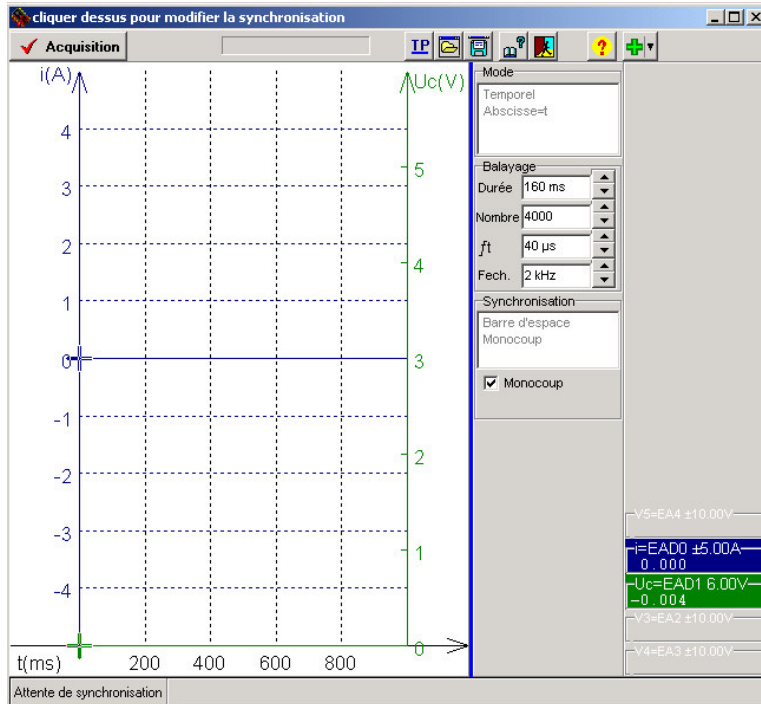 cliquer dessus pour modifier la synchronisation
Acquisition
TP
i(A)
Uc(V)
4
3
2
1
0
-1
-2
-3
-4
5
4
3
2
1
0
t(ms)
200
400
600
800
Mode
Temporel
Abscisse=t
Balayage
Durée 160 ms
Nombre 4000
ft 40 µs
Fech. 2 kHz
Synchronisation
Barre d'espace
Monocoup
Monocoup
V5=EA4 ±10.00V
i=EAD0 ±5.00A
0.000
Uc=EAD1 6.00V
-0.004
V3=EA2 ±10.00V
V4=EA3 ±10.00V
Attente de synchronisation